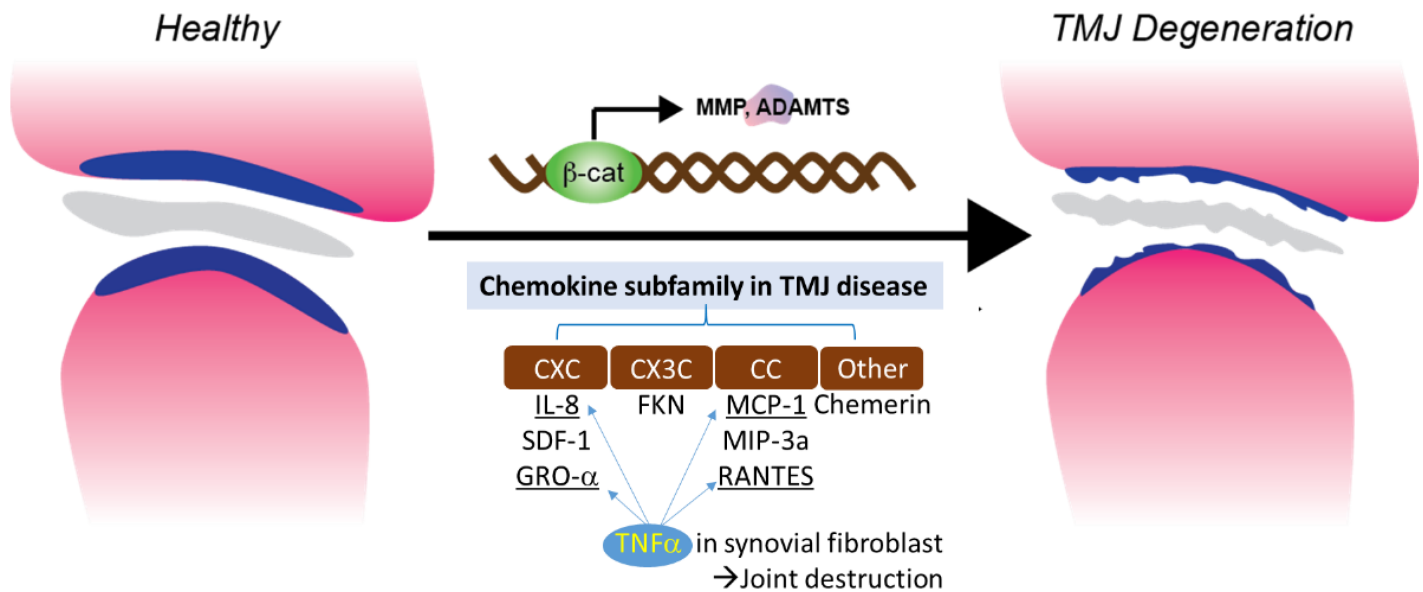 Healthy
TMJ Degeneration
MMP, ADAMTS
β-cat
Chemokine subfamily in TMJ disease
CXC CX3C CC Other
IL-8 FKN MCP-1 Chemerin
SDF-1 MIP-3a
GRO-α RANTES
TNFα in synovial fibroblast
→Joint destruction